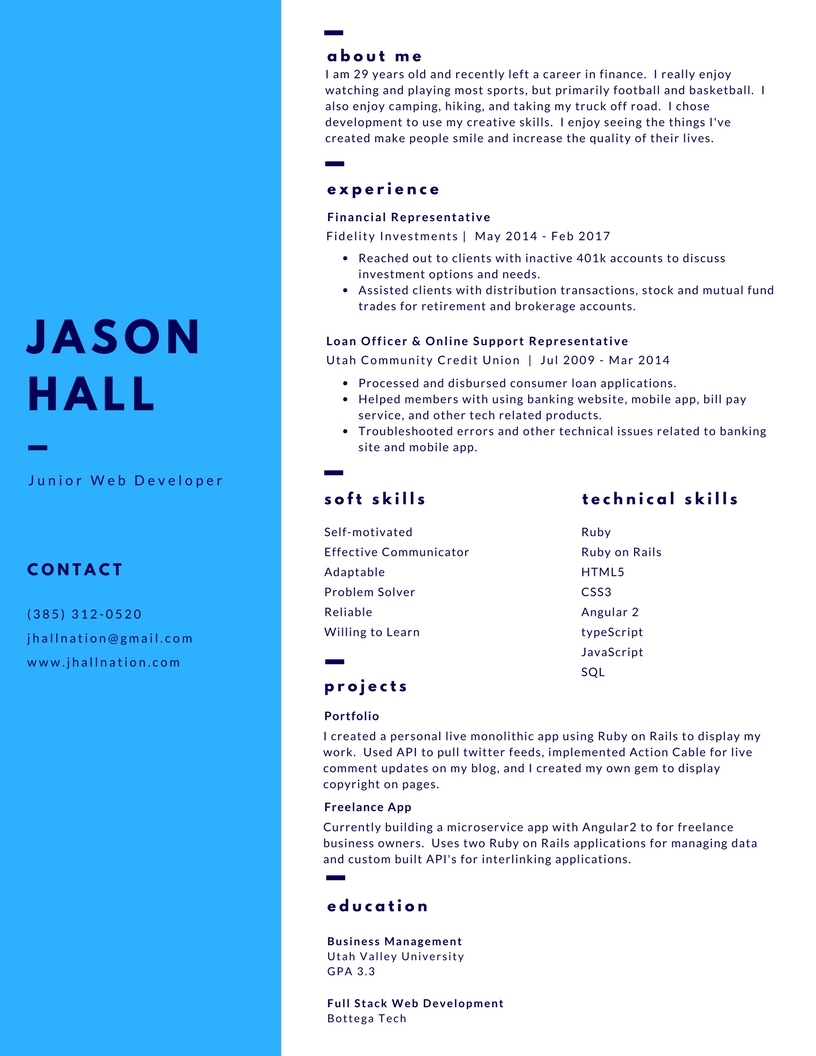 JASON
HALL
Junior Web Developer
CONTACT
(385) 312-0520
jhallnation@gmail.com
www.jhallnation.com
about me
I am 29 years old and recently left a career in finance.  I really enjoy
watching and playing most sports, but primarily football and basketball.  I
also enjoy camping, hiking, and taking my truck off road.  I chose
development to use my creative skills.  I enjoy seeing the things I've
created make people smile and increase the quality of their lives.
experience
Financial Representative
Fidelity Investments |  May 2014 - Feb 2017
• Reached out to clients with inactive 401k accounts to discuss
investment options and needs.
• Assisted clients with distribution transactions, stock and mutual fund
trades for retirement and brokerage accounts.
Loan Officer & Online Support Representative
Utah Community Credit Union  |  Jul 2009 - Mar 2014
• Processed and disbursed consumer loan applications.
• Helped members with using banking website, mobile app, bill pay
service, and other tech related products.
• Troubleshooted errors and other technical issues related to banking
site and mobile app.
soft skills
Self-motivated
Effective Communicator
Adaptable
Problem Solver
Reliable
Willing to Learn
technical skills
Ruby
Ruby on Rails
HTML5
CSS3
Angular 2
typeScript
JavaScript
SQL
projects
Portfolio
I created a personal live monolithic app using Ruby on Rails to display my
work.  Used API to pull twitter feeds, implemented Action Cable for live
comment updates on my blog, and I created my own gem to display
copyright on pages.
Freelance App
Currently building a microservice app with Angular2 to for freelance
business owners.  Uses two Ruby on Rails applications for managing data
and custom built API's for interlinking applications.
education
Business Management
Utah Valley University
GPA 3.3
Full Stack Web Development
Bottega Tech